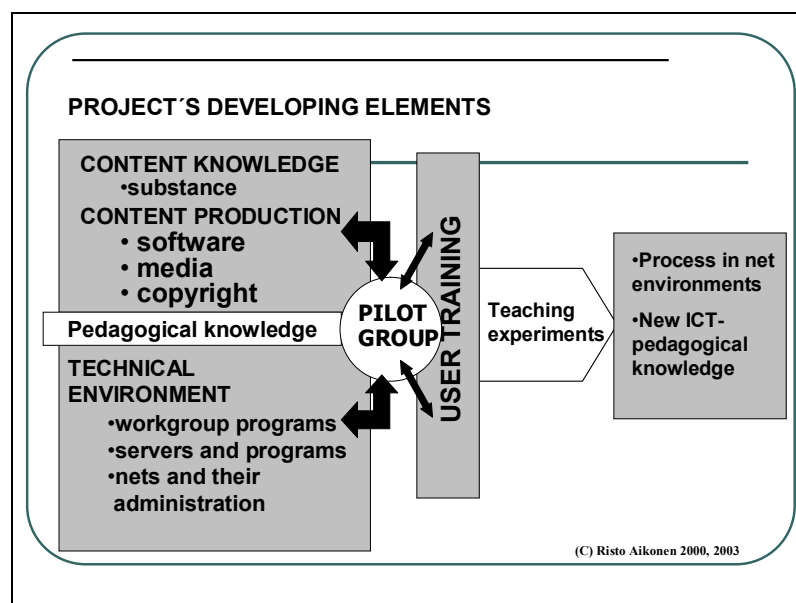 PROJECT´S DEVELOPING ELEMENTS
CONTENT KNOWLEDGE
•substance
CONTENT PRODUCTION
• software
• media
• copyright
Pedagogical knowledge
TECHNICAL
ENVIRONMENT
•workgroup programs
•servers and programs
•nets and their
administration
PILOT
GROUP
USER TRAINING
Teaching
experiments
•Process in net
environments
•New ICT-
pedagogical
knowledge
(C) Risto Aikonen 2000, 2003